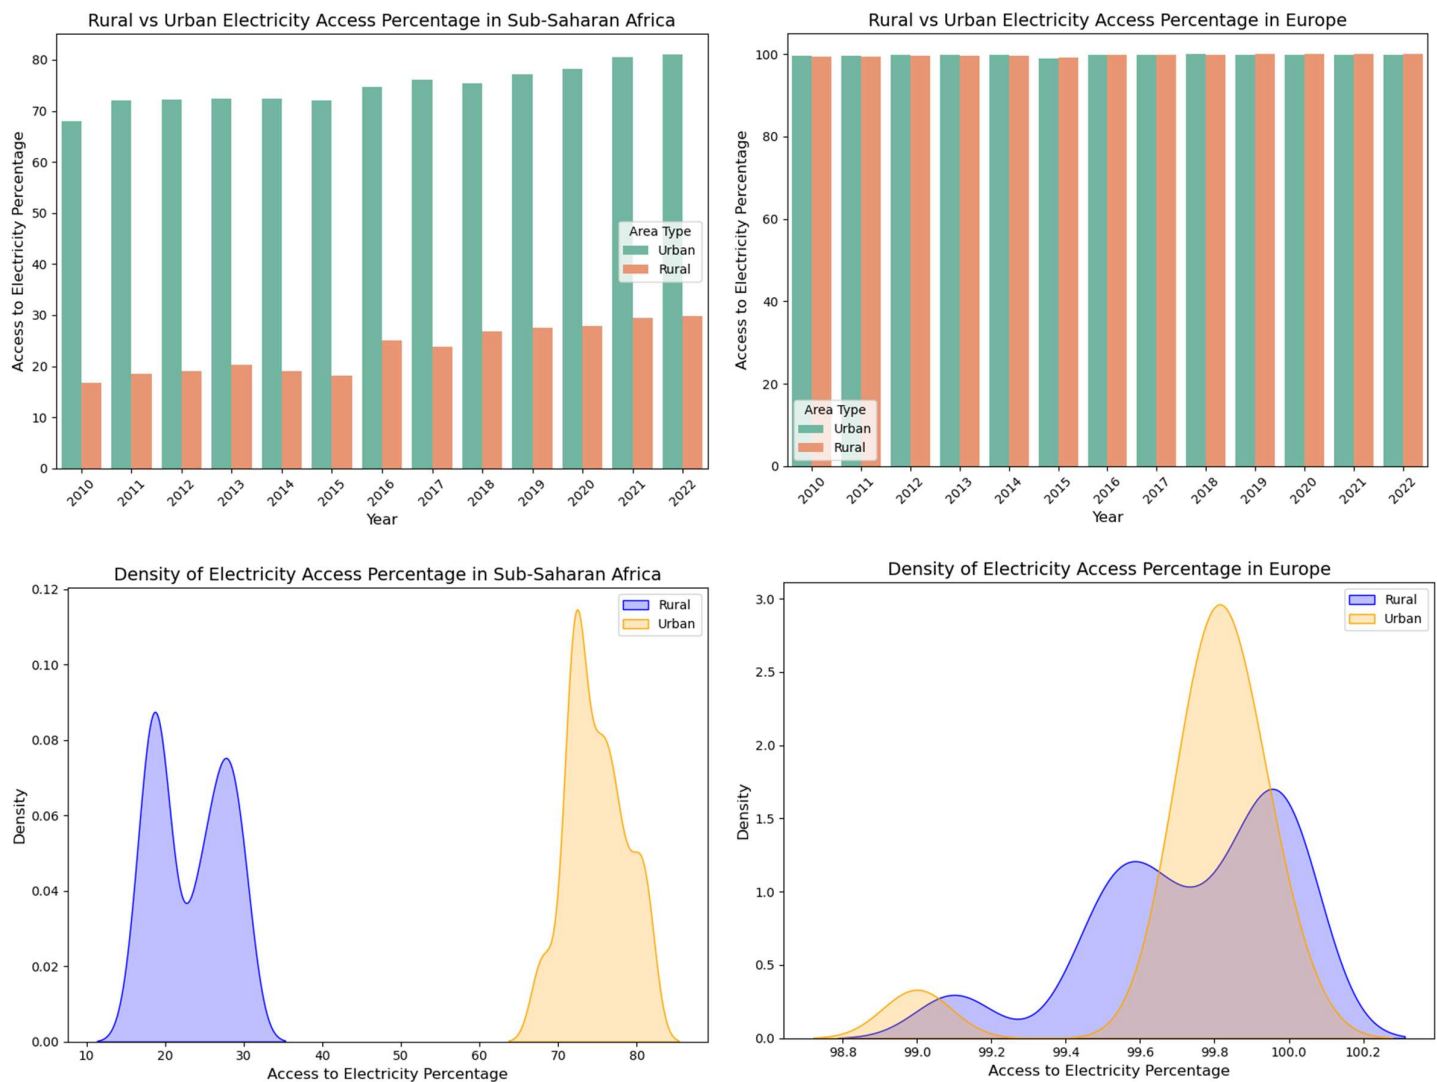 Rural vs Urban Electricity Access Percentage in Sub-Saharan Africa
Access to Electricity Percentage
80
70
60
50
40
30
20
10
0
Area Type
Urban
Rural
2010 2011 2012 2013 2014 2015 2016 2017 2018 2019 2020 2021 2022
Year
Rural vs Urban Electricity Access Percentage in Europe
Access to Electricity Percentage
100
80
60
40
20
0
Area Type
Urban
Rural
2010 2011 2012 2013 2014 2015 2016 2017 2018 2019 2020 2021 2022
Year
Density of Electricity Access Percentage in Sub-Saharan Africa
Density
0.12
0.10
0.08
0.06
0.04
0.02
0.00
Rural
Urban
10 20 30 40 50 60 70 80
Access to Electricity Percentage
Density of Electricity Access Percentage in Europe
Density
3.0
2.5
2.0
1.5
1.0
0.5
0.0
Rural
Urban
98.8 99.0 99.2 99.4 99.6 99.8 100.0 100.2
Access to Electricity Percentage